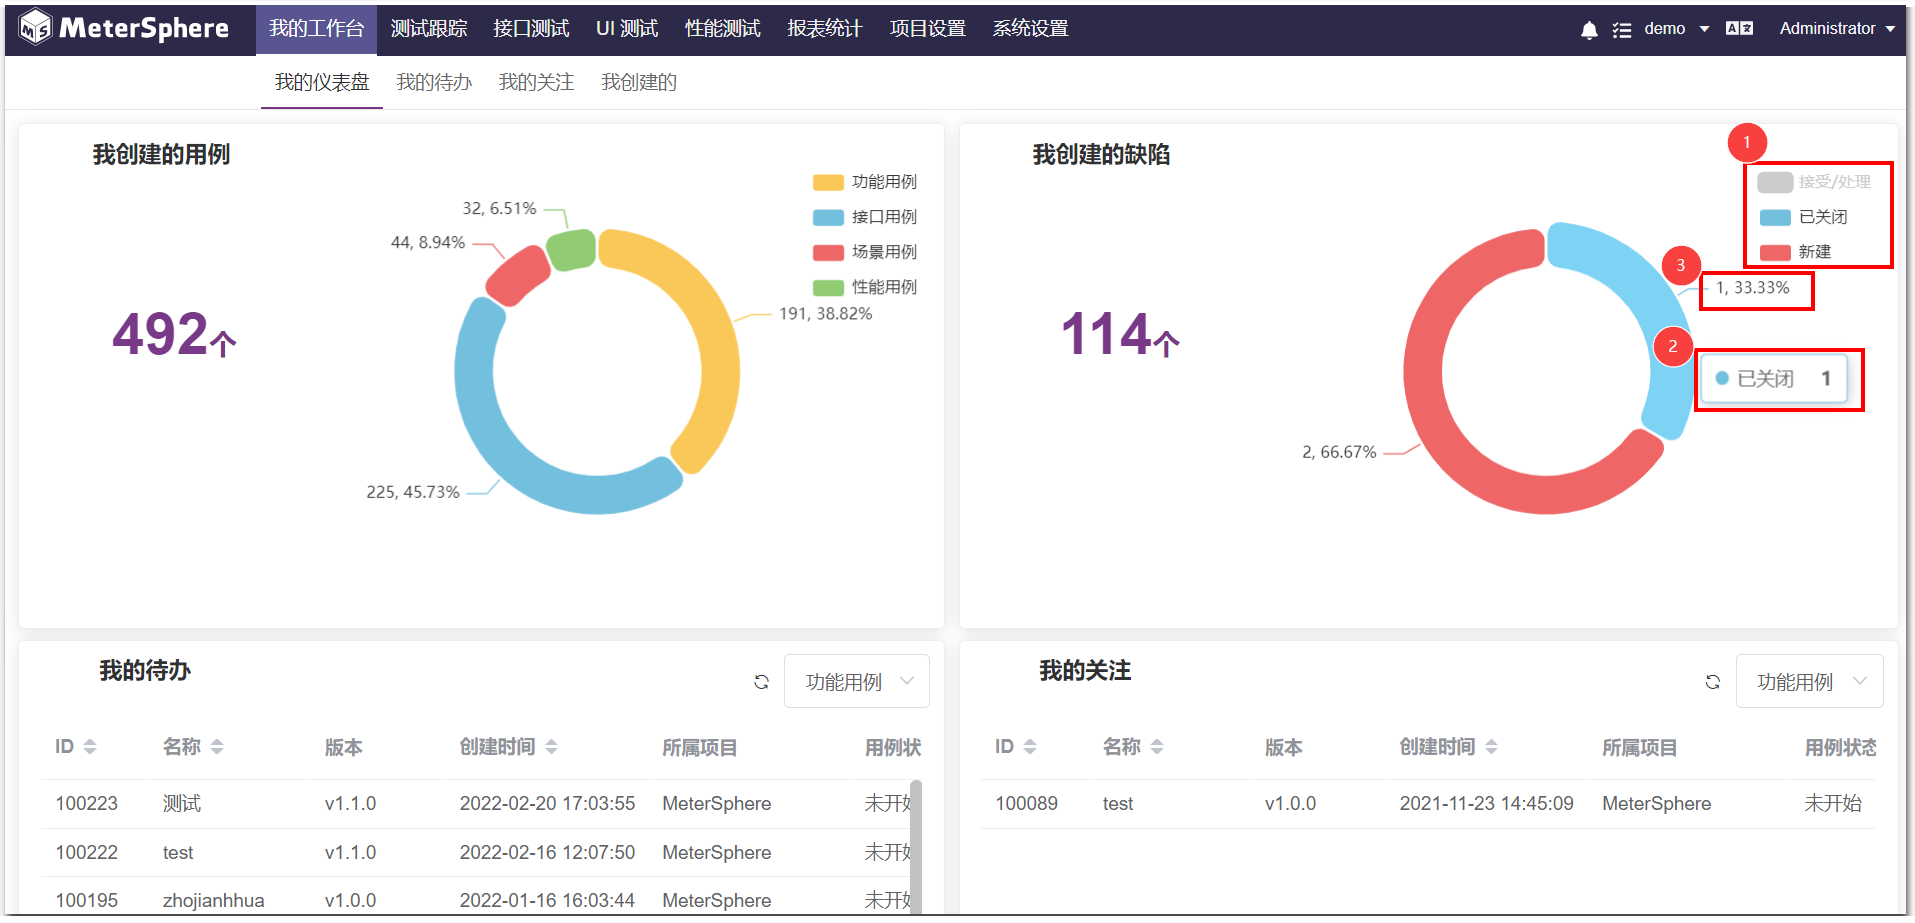 MeterSphere 我的工作台 测试跟踪 接口测试 UI 测试 性能测试 报表统计 项目设置 系统设置 demo Administrator
我的仪表盘 我的待办 我的关注 我创建的
我创建的用例
功能用例
接口用例
场景用例
性能用例
32, 6.51%
44, 8.94%
191, 38.82%
225, 45.73%
492个
我创建的缺陷
1
接受/处理
已关闭
新建
3
1, 33.33%
2
已关闭 1
2, 66.67%
114个
我的待办
功能用例
ID 名称 版本 创建时间 所属项目 用例状
100223 测试 v1.1.0 2022-02-20 17:03:55 MeterSphere 未开始
100222 test v1.1.0 2022-02-16 12:07:50 MeterSphere 未开始
100195 zhojianhhua v1.0.0 2022-01-16 16:03:44 MeterSphere 未开始
我的关注
功能用例
ID 名称 版本 创建时间 所属项目 用例状态
100089 test v1.0.0 2021-11-23 14:45:09 MeterSphere 未开始